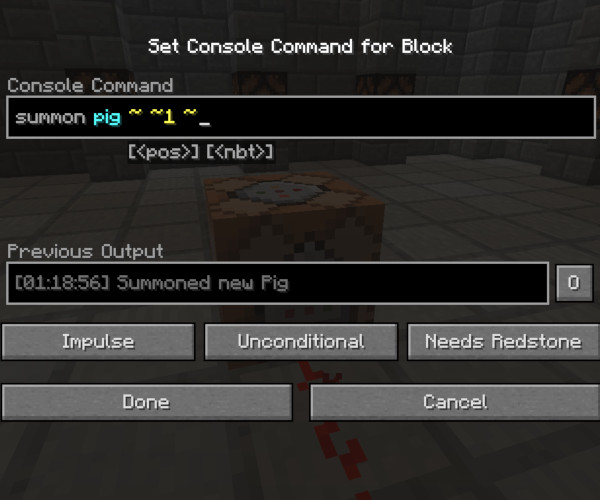 Set Console Command for Block
Console Command
summon pig ~ ~1 ~_
[<pos>] [<nbt>]
Previous Output
[01:18:56] Summoned new Pig
O
Impulse
Unconditional
Needs Redstone
Done
Cancel